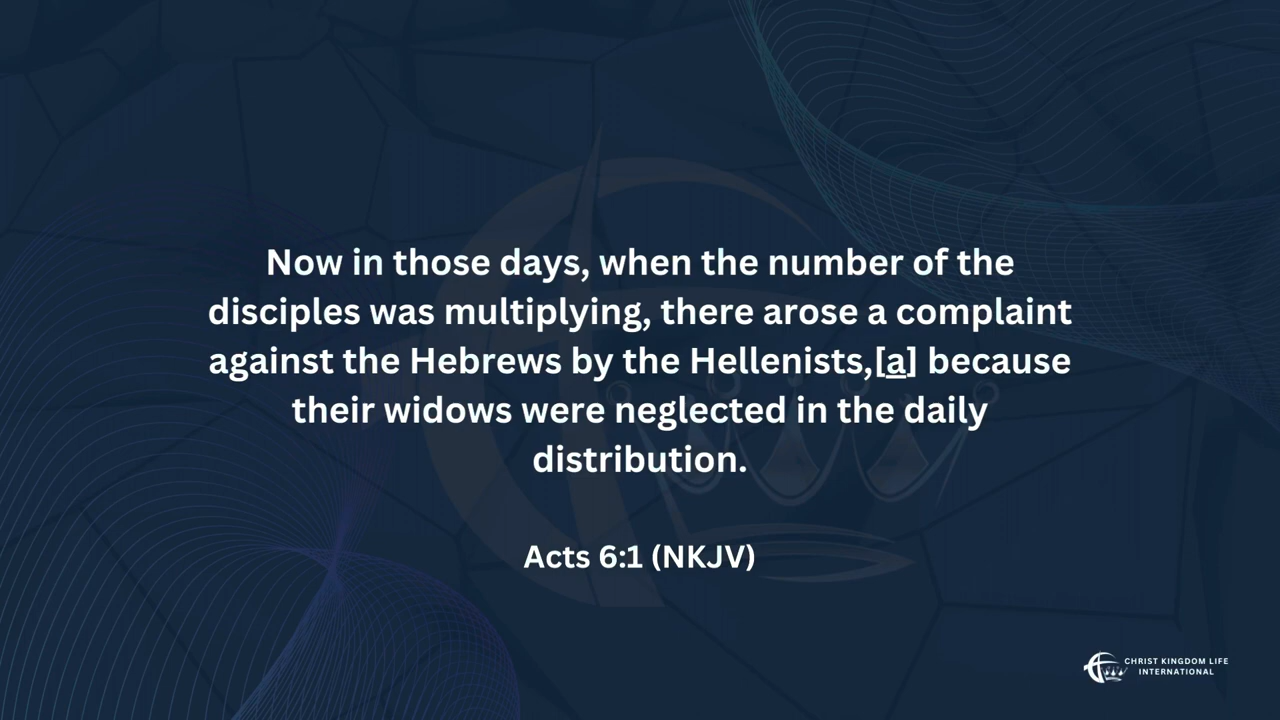 Now in those days, when the number of the
disciples was multiplying, there arose a complaint
against the Hebrews by the Hellenists,[a] because
their widows were neglected in the daily
distribution.
Acts 6:1 (NKJV)
CHRIST KINGDOM LIFE
INTERNATIONAL